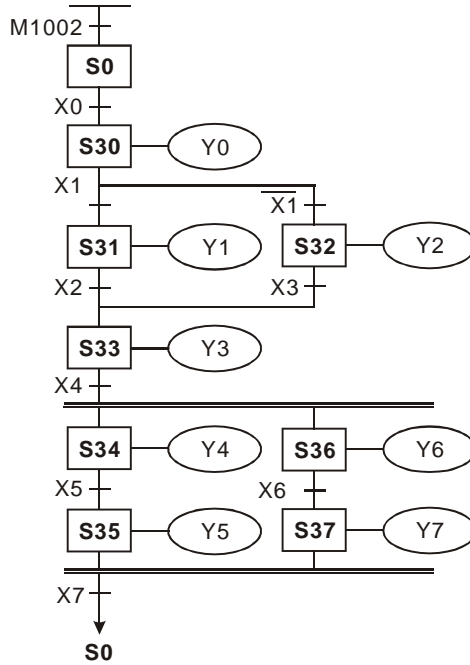 M1002
S0
X0
S30 Y0
X1 X̅1̅
S31 Y1 S32 Y2
X2 X3
S33 Y3
X4
S34 Y4 S36 Y6
X5 X6
S35 Y5 S37 Y7
X7
S0